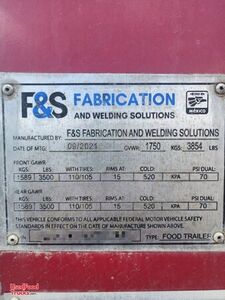 HECHO EN
MÉXICO
F&S FABRICATION
AND WELDING SOLUTIONS
MANUFACTURED BY: F&S FABRICATION AND WELDING SOLUTIONS
DATE OF MTG: 09/2021 GVWR: 1750 KGS: 3854 LBS
FRONT GAWR
KGS: LBS: WITH TIRES: RIMS AT: COLD: PSI DUAL:
1589 3500 110/105 15 520 KPA 70
REAR GAWR
KGS: LBS: WITH TIRES: RIMS AT: COLD: PSI DUAL:
1589 3500 110/105 15 520 KPA 70
THIS VEHICLE CONFORMS TO ALL APPLICABLE FEDERAL MOTOR VEHICLE SAFETY
STANDARDS IN EFFECT ON THE DATE OF MANUFACTURE SHOWN ABOVE.
TYPE: FOOD TRAILER